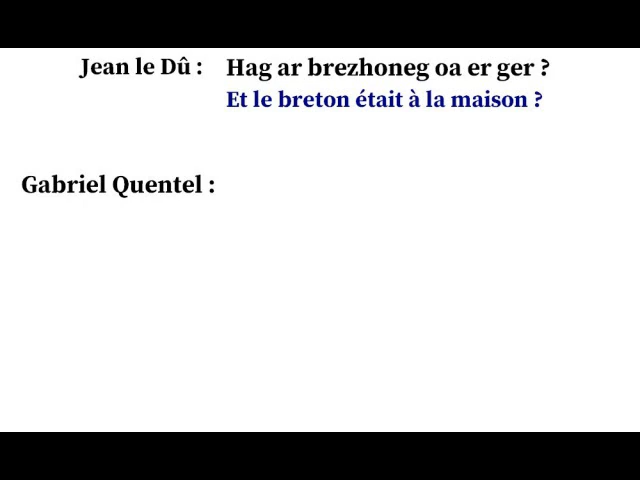 Jean le Dû : Hag ar brezhoneg oa er ger ?
Et le breton était à la maison ?
Gabriel Quentel :